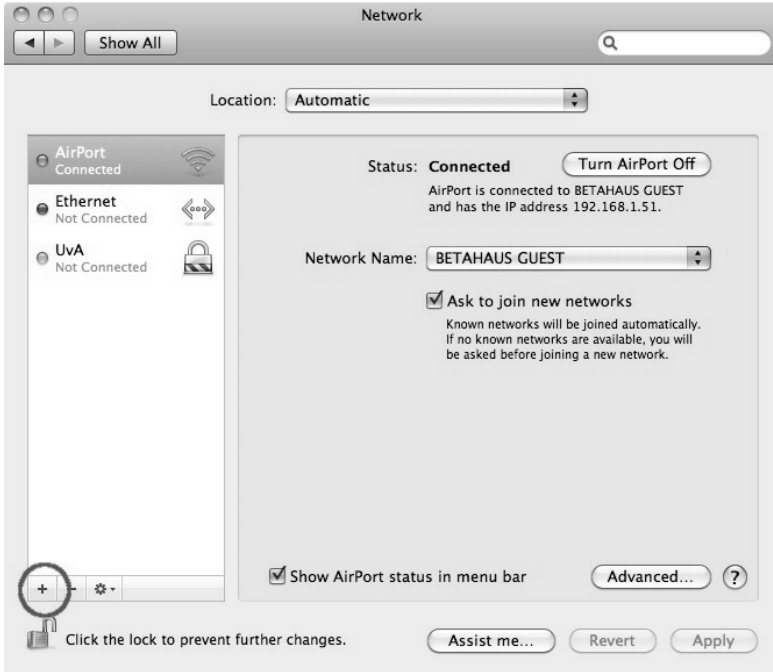 Network
Show All
Location: Automatic
AirPort
Connected
Ethernet
Not Connected
UvA
Not Connected
Status: Connected
Turn AirPort Off
AirPort is connected to BETAHAUS GUEST
and has the IP address 192.168.1.51.
Network Name: BETAHAUS GUEST
Ask to join new networks
Known networks will be joined automatically.
If no known networks are available, you will
be asked before joining a new network.
+ -
Show AirPort status in menu bar
Advanced... ?
Click the lock to prevent further changes.
Assist me... Revert Apply